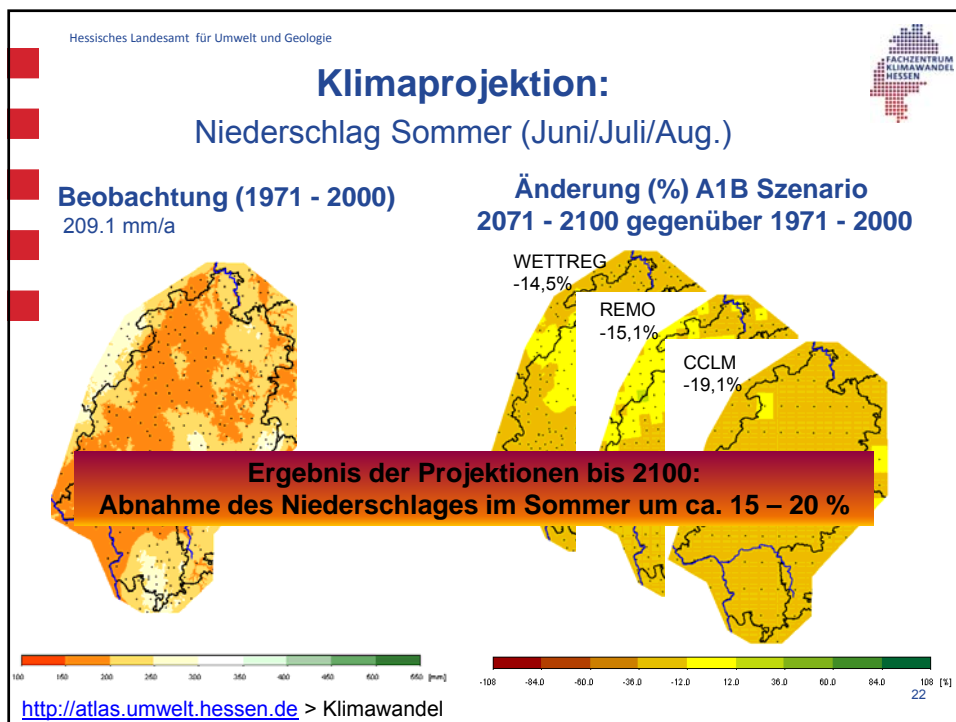 Hessisches Landesamt für Umwelt und Geologie
FACHZENTRUM
KLIMAWANDEL
HESSEN
Klimaprojektion:
Niederschlag Sommer (Juni/Juli/Aug.)
Beobachtung (1971 - 2000)
209.1 mm/a
Änderung (%) A1B Szenario
2071 - 2100 gegenüber 1971 - 2000
WETTREG
-14,5%
REMO
-15,1%
CCLM
-19,1%
Ergebnis der Projektionen bis 2100:
Abnahme des Niederschlages im Sommer um ca. 15 – 20 %
100 150 200 250 300 350 400 450 500 550 [mm]
-108 -84.0 -60.0 -36.0 -12.0 12.0 36.0 60.0 84.0 108 [%]
22
http://atlas.umwelt.hessen.de > Klimawandel